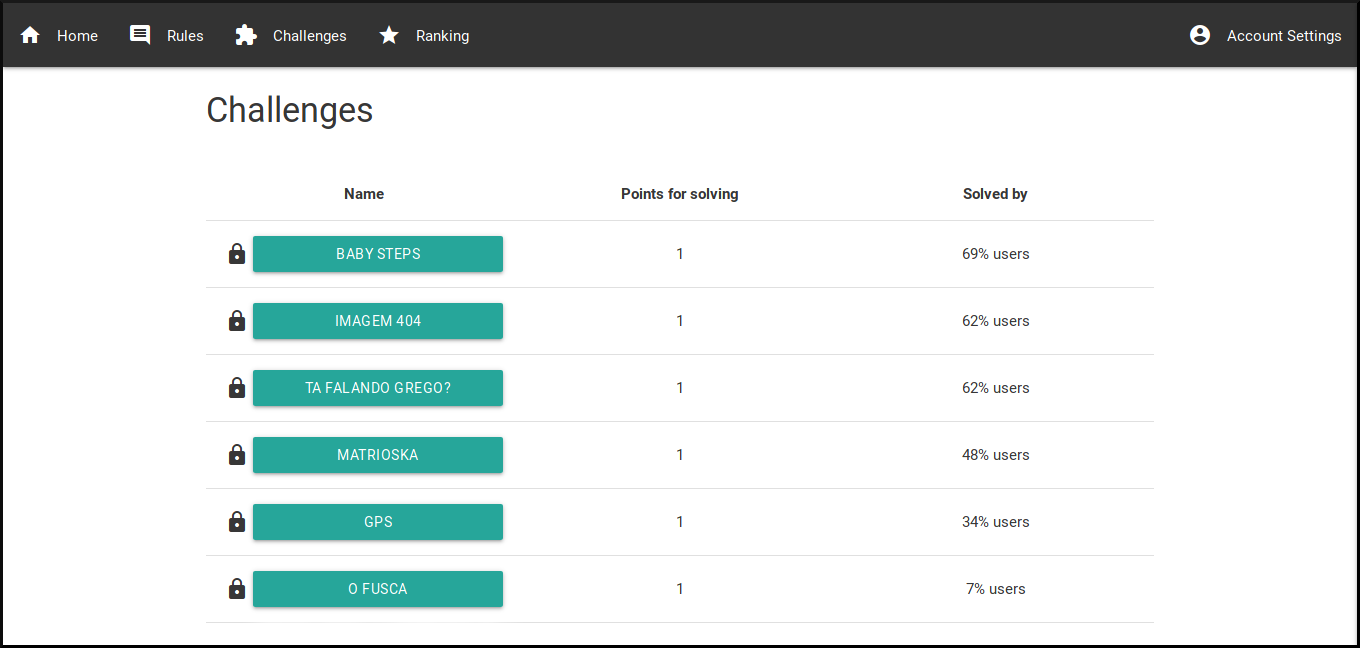 Home Rules Challenges Ranking Account Settings
Challenges
Name Points for solving Solved by
BABY STEPS 1 69% users
IMAGEM 404 1 62% users
TA FALANDO GREGO? 1 62% users
MATRIOSKA 1 48% users
GPS 1 34% users
O FUSCA 1 7% users